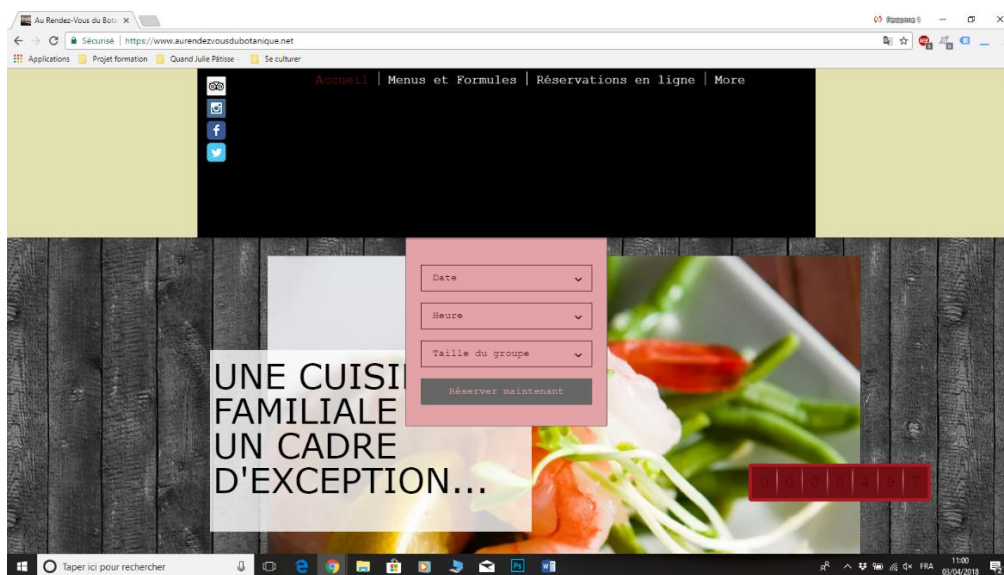 Au Rendez-Vous du Bota
Sécurisé | https://www.aurendezvousdubotanique.net
Applications Projet formation Quand Julie Pâtisse - Se cultiver
Accueil | Menus et Formules | Réservations en ligne | More
Date
Heure
Taille du groupe
Réserver maintenant
UNE CUISI
FAMILIALE
UN CADRE
D'EXCEPTION...
0000497
Taper ici pour rechercher
FRA
11:00
03/04/2018